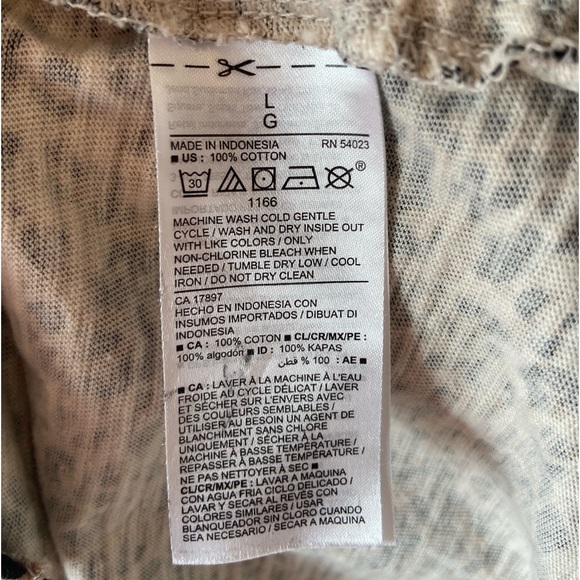 L
G
MADE IN INDONESIA RN 54023
■ US : 100% COTTON
30
®
1166
MACHINE WASH COLD GENTLE
CYCLE / WASH AND DRY INSIDE OUT
WITH LIKE COLORS / ONLY
NON-CHLORINE BLEACH WHEN
NEEDED / TUMBLE DRY LOW / COOL
IRON / DO NOT DRY CLEAN
CA 17897
HECHO EN INDONESIA CON
INSUMOS IMPORTADOS / DIBUAT DI
INDONESIA
■ CA : 100% COTON ■ CL/CR/MX/PE :
100% algodón ■ ID : 100% KAPAS
■ AE : 100 % قطن
■ CA : LAVER À LA MACHINE À L'EAU
FROIDE AU CYCLE DÉLICAT / LAVER
ET SÉCHER SUR L'ENVERS AVEC
DES COULEURS SEMBLABLES /
UTILISER AU BESOIN UN AGENT DE
BLANCHIMENT SANS CHLORE
UNIQUEMENT / SÉCHER À LA
MACHINE À BASSE TEMPÉRATURE /
REPASSER À BASSE TEMPÉRATURE /
NE PAS NETTOYER À SEC ■
CL/CR/MX/PE : LAVAR A MAQUINA
CON AGUA FRIA CICLO DELICADO /
LAVAR Y SECAR AL REVÉS CON
COLORES SIMILARES / USAR
BLANQUEADOR SIN CLORO CUANDO
SEA NECESARIO / SECAR A MAQUINA